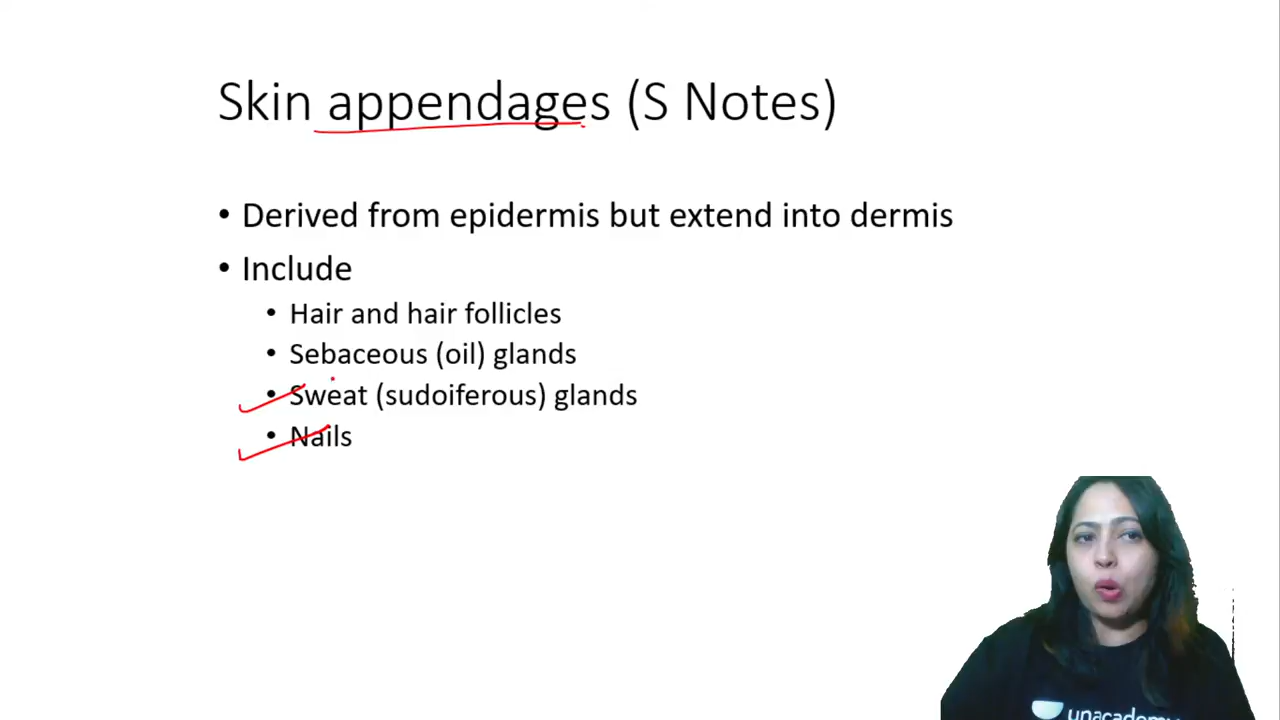 Skin appendages (S Notes)
• Derived from epidermis but extend into dermis
• Include
• Hair and hair follicles
• Sebaceous (oil) glands
• Sweat (sudoiferous) glands
• Nails
unacademy